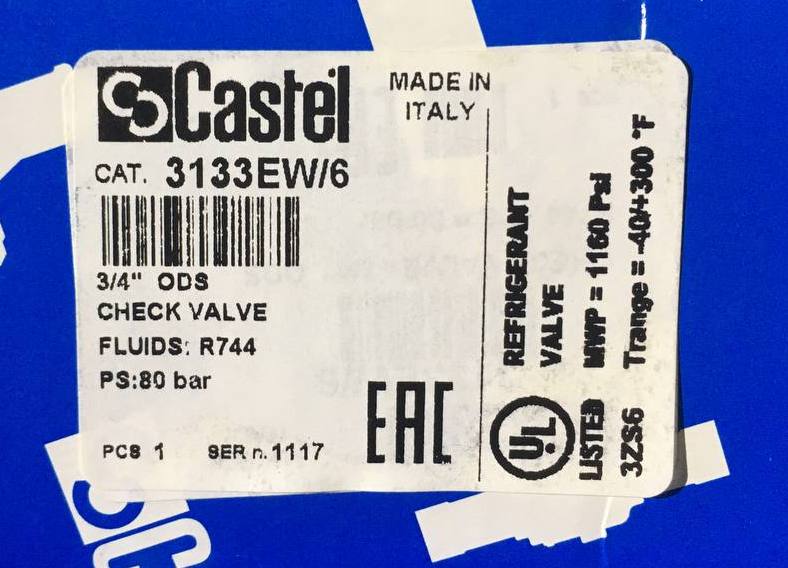 Castel
MADE IN
ITALY
CAT. 3133EW/6
3/4" ODS
CHECK VALVE
FLUIDS: R744
PS:80 bar
PCS 1 SER n. 1117
EAC
REFRIGERANT
VALVE
MWP = 1160 Psi
Trange = -40/+300 °F
UL
LISTED
3ZS6